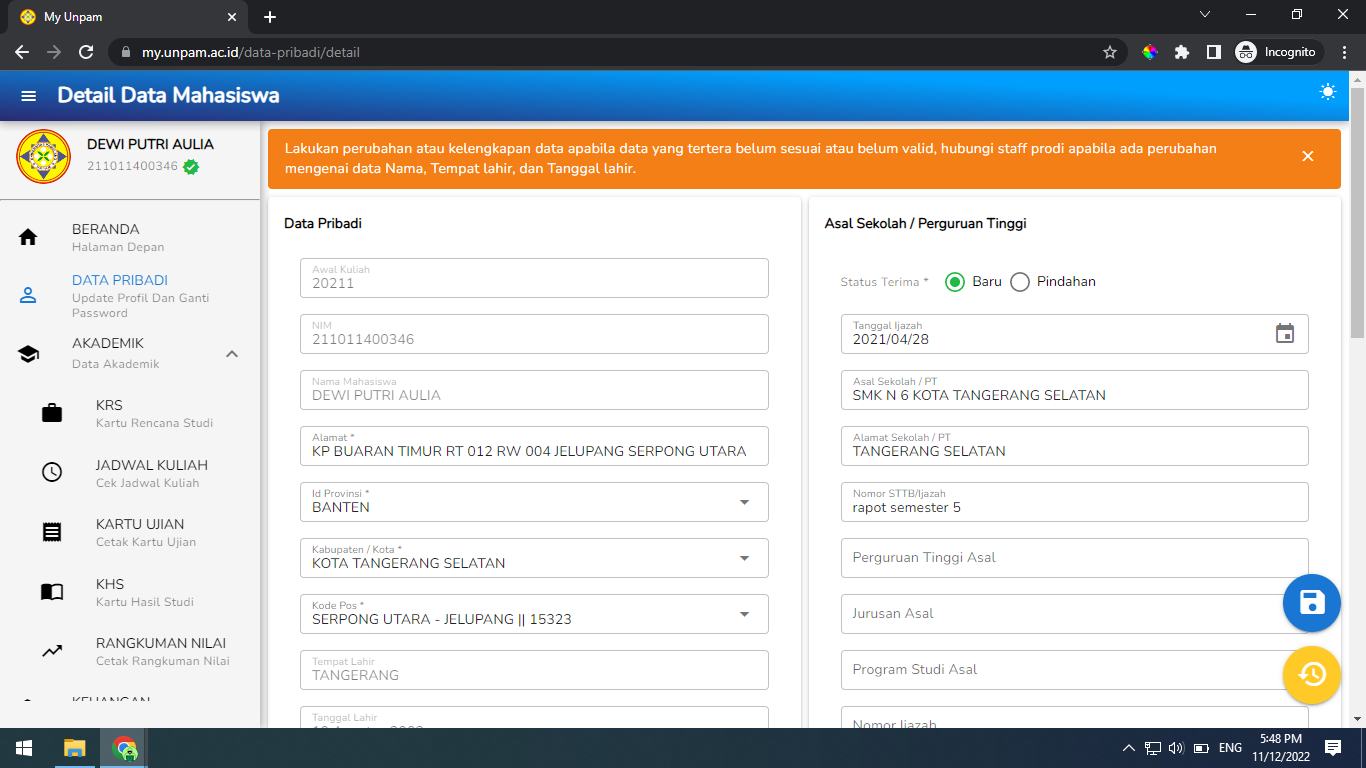 My Unpam
my.unpam.ac.id/data-pribadi/detail
Incognito
Detail Data Mahasiswa
DEWI PUTRI AULIA
211011400346
BERANDA
Halaman Depan
DATA PRIBADI
Update Profil Dan Ganti
Password
AKADEMIK
Data Akademik
KRS
Kartu Rencana Studi
JADWAL KULIAH
Cek Jadwal Kuliah
KARTU UJIAN
Cetak Kartu Ujian
KHS
Kartu Hasil Studi
RANGKUMAN NILAI
Cetak Rangkuman Nilai
KEUANGAN
Lakukan perubahan atau kelengkapan data apabila data yang tertera belum sesuai atau belum valid, hubungi staff prodi apabila ada perubahan
mengenai data Nama, Tempat lahir, dan Tanggal lahir.
Data Pribadi
Awal Kuliah
20211
NIM
211011400346
Nama Mahasiswa
DEWI PUTRI AULIA
Alamat *
KP BUARAN TIMUR RT 012 RW 004 JELUPANG SERPONG UTARA
Id Provinsi *
BANTEN
Kabupaten / Kota *
KOTA TANGERANG SELATAN
Kode Pos *
SERPONG UTARA - JELUPANG || 15323
Tempat Lahir
TANGERANG
Tanggal Lahir
Asal Sekolah / Perguruan Tinggi
Status Terima * Baru Pindahan
Tanggal Ijazah
2021/04/28
Asal Sekolah / PT
SMK N 6 KOTA TANGERANG SELATAN
Alamat Sekolah / PT
TANGERANG SELATAN
Nomor STTB/Ijazah
rapot semester 5
Perguruan Tinggi Asal
Jurusan Asal
Program Studi Asal
Nomor Ijazah
ENG
5:48 PM
11/12/2022